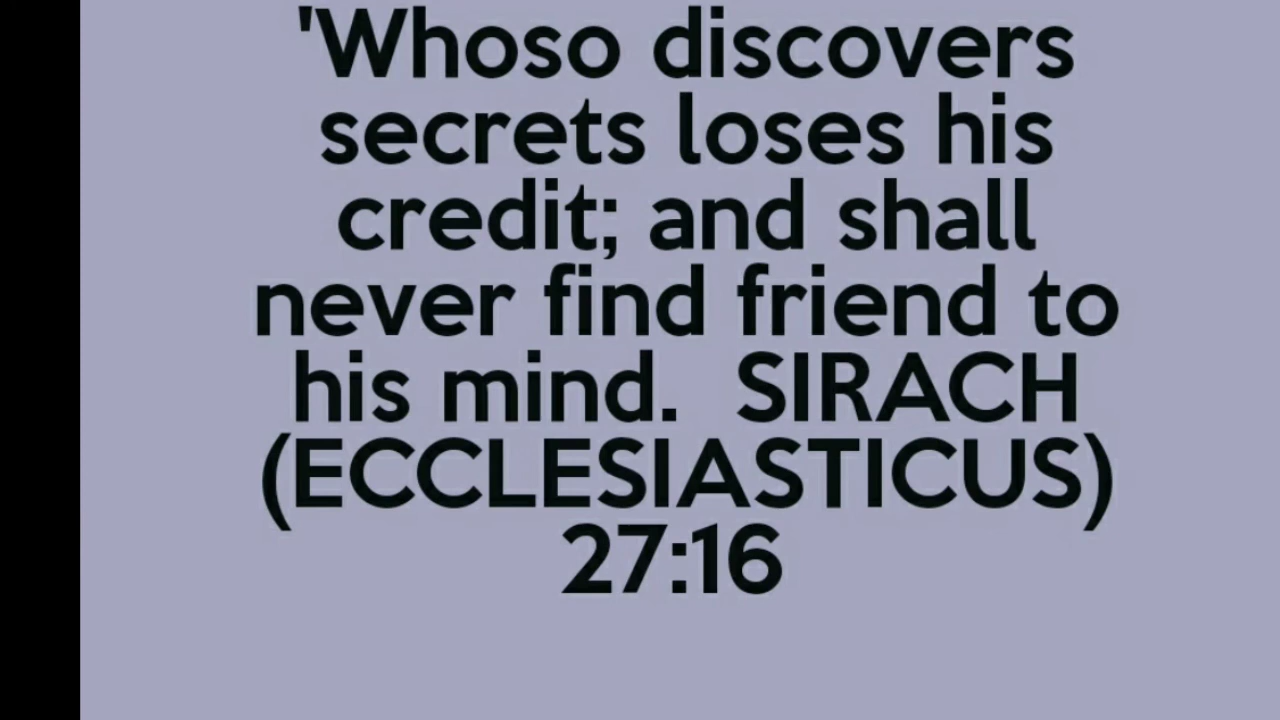 'Whoso discovers
secrets loses his
credit; and shall
never find friend to
his mind.  SIRACH
(ECCLESIASTICUS)
27:16